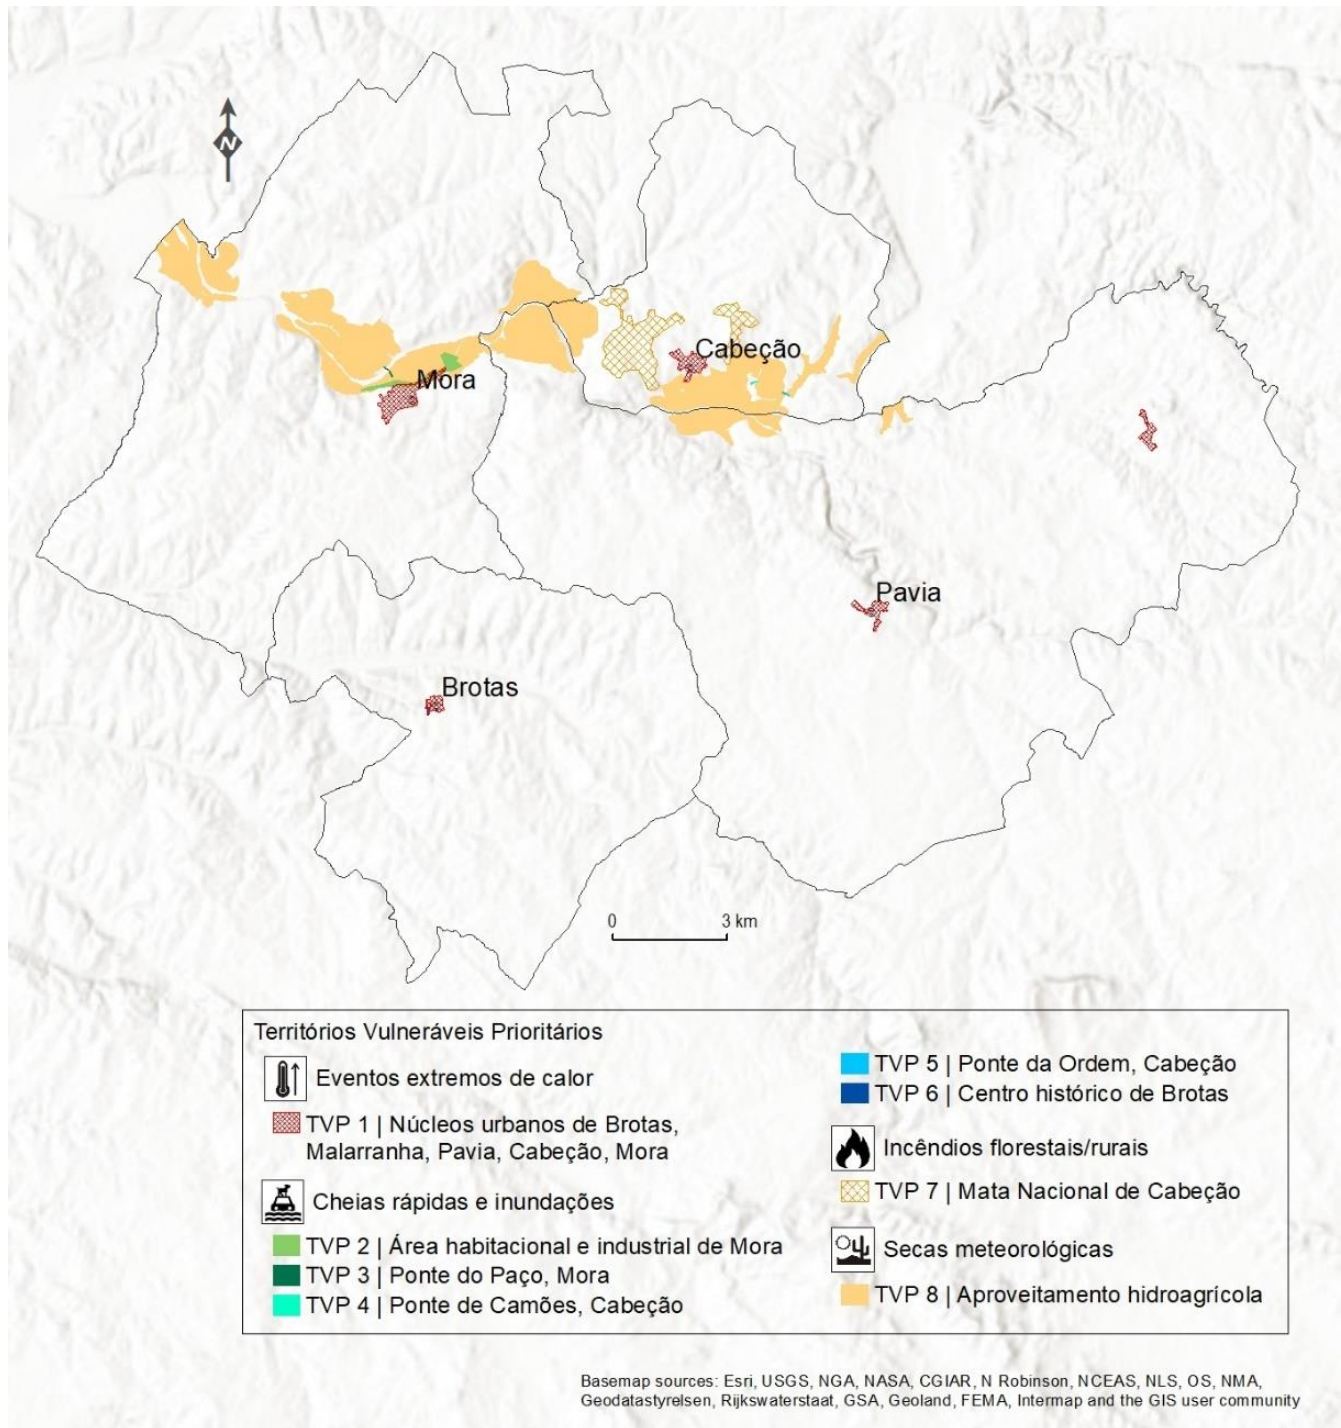 N
Cabeção
Mora
Pavia
Brotas
0 3 km
Territórios Vulneráveis Prioritários
Eventos extremos de calor
TVP 1 | Núcleos urbanos de Brotas,
Malarranha, Pavia, Cabeção, Mora
Cheias rápidas e inundações
TVP 2 | Área habitacional e industrial de Mora
TVP 3 | Ponte do Paço, Mora
TVP 4 | Ponte de Camões, Cabeção
TVP 5 | Ponte da Ordem, Cabeção
TVP 6 | Centro histórico de Brotas
Incêndios florestais/rurais
TVP 7 | Mata Nacional de Cabeção
Secas meteorológicas
TVP 8 | Aproveitamento hidroagrícola
Basemap sources: Esri, USGS, NGA, NASA, CGIAR, N Robinson, NCEAS, NLS, OS, NMA,
Geodatastyrelsen, Rijkswaterstaat, GSA, Geoland, FEMA, Intermap and the GIS user community